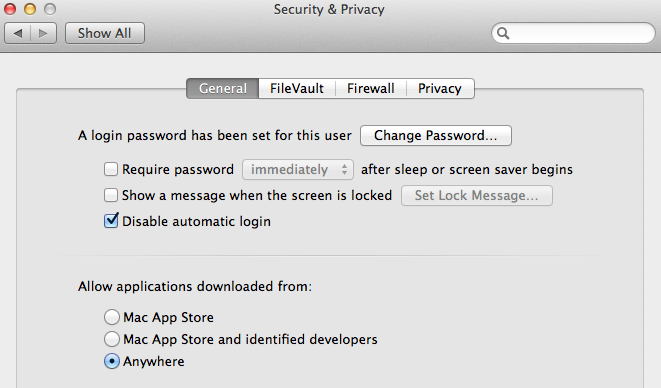 Security & Privacy
Show All
General FileVault Firewall Privacy
A login password has been set for this user Change Password...
Require password immediately after sleep or screen saver begins
Show a message when the screen is locked Set Lock Message...
Disable automatic login
Allow applications downloaded from:
Mac App Store
Mac App Store and identified developers
Anywhere